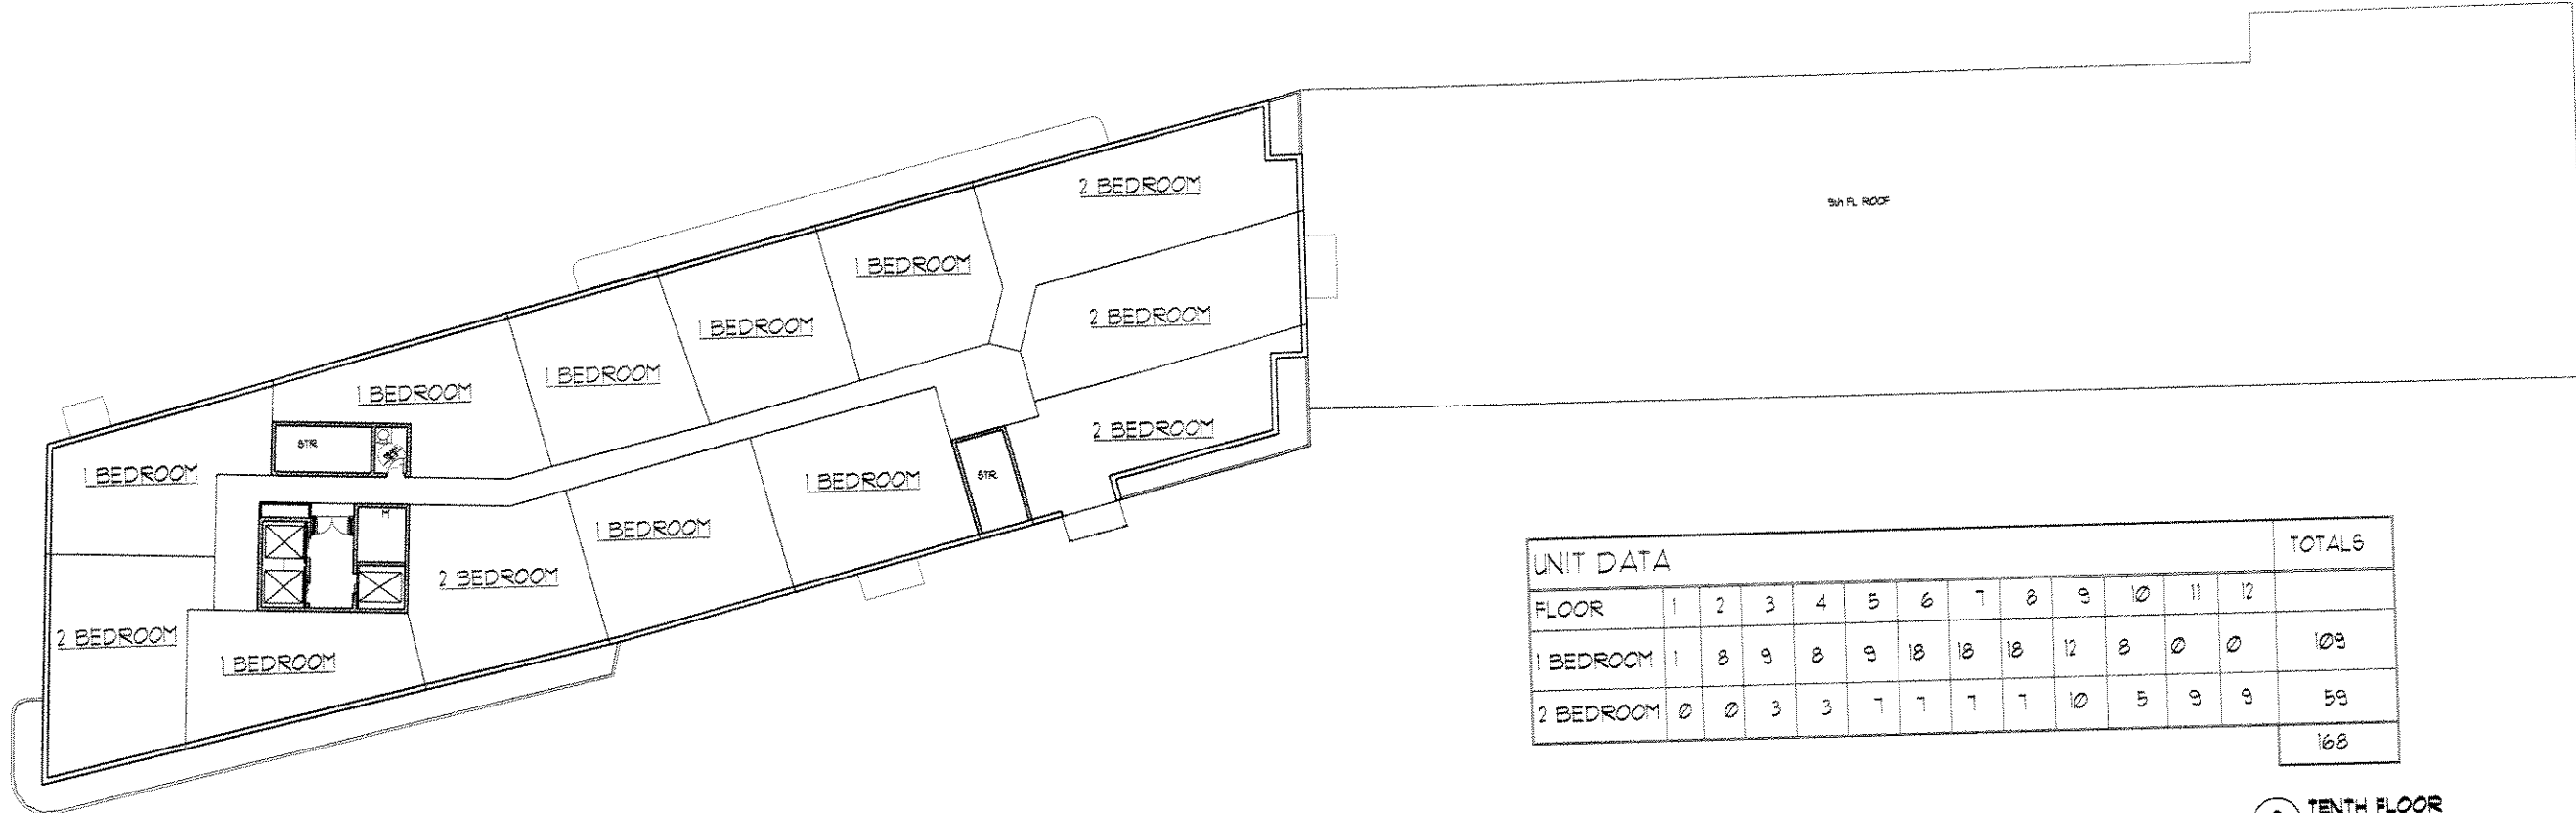 2 BEDROOM
9th FL ROOF
1 BEDROOM
1 BEDROOM
2 BEDROOM
1 BEDROOM
1 BEDROOM
2 BEDROOM
STR
1 BEDROOM
1 BEDROOM
STR
M
1 BEDROOM
2 BEDROOM
2 BEDROOM
1 BEDROOM
UNIT DATA TOTALS
FLOOR 1 2 3 4 5 6 7 8 9 10 11 12
1 BEDROOM 1 8 9 8 9 18 18 18 12 8 0 0 109
2 BEDROOM 0 0 3 3 7 7 7 7 10 5 9 9 59
168
TENTH FLOOR